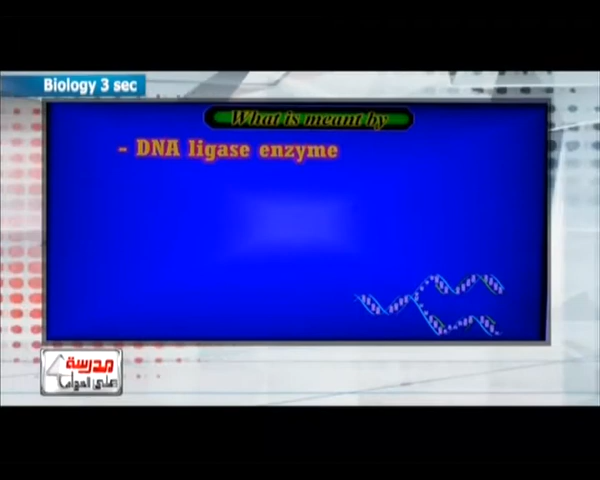 Biology 3 sec
What is meant by
- DNA ligase enzyme
مدرسة
على الهواء